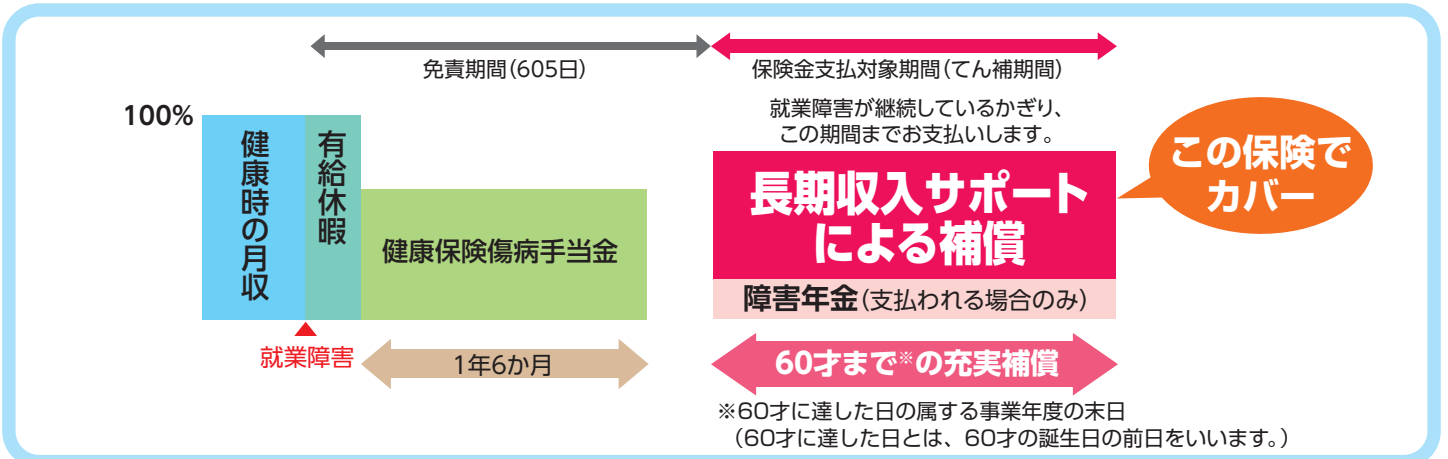 免責期間(605日)
保険金支払対象期間(てん補期間)
就業障害が継続しているかぎり、
この期間までお支払いします。
100%
健康時の月収
有給休暇
健康保険傷病手当金
長期収入サポート
による補償
障害年金(支払われる場合のみ)
この保険で
カバー
就業障害
1年6か月
60才まで※の充実補償
※60才に達した日の属する事業年度の末日
(60才に達した日とは、60才の誕生日の前日をいいます。)